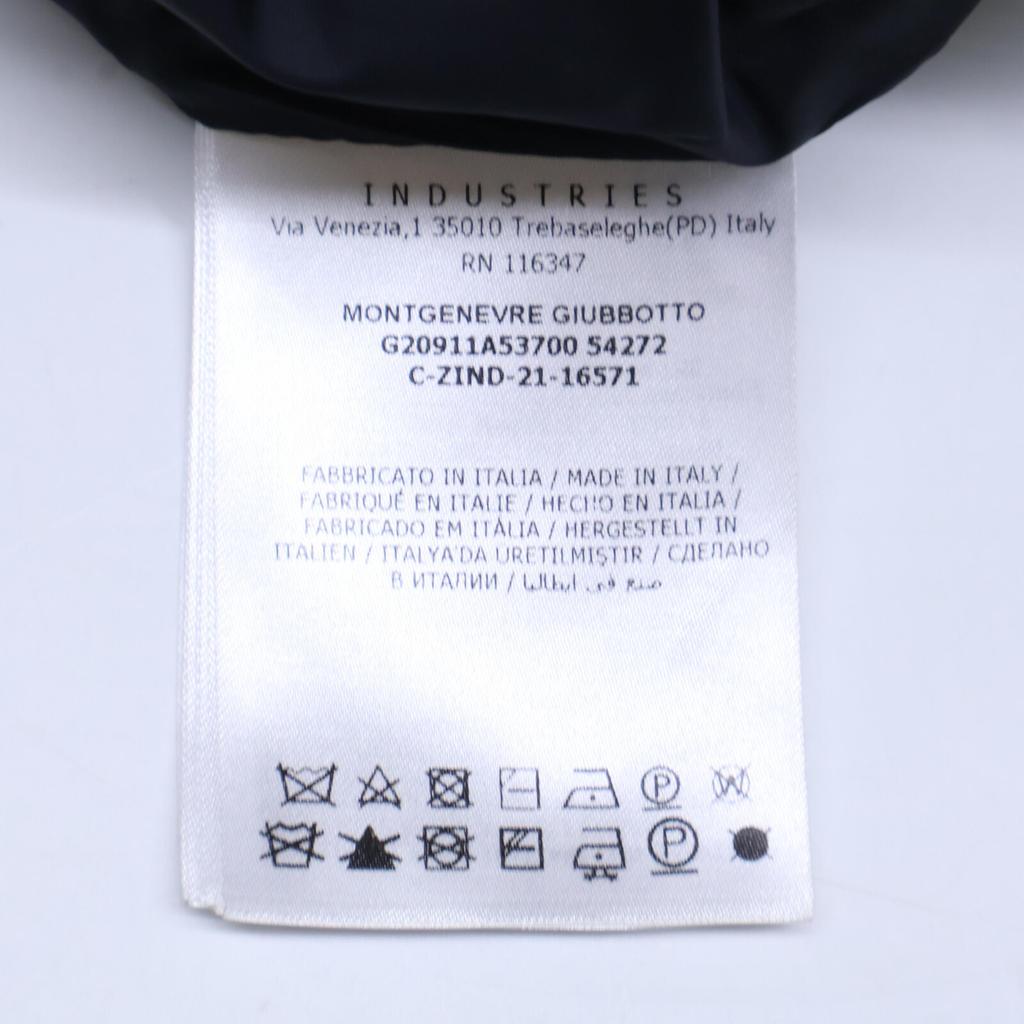 INDUSTRIES
Via Venezia,1 35010 Trebaseleghe(PD) Italy
RN 116347
MONTGENEVRE GIUBBOTTO
G20911A53700 54272
C-ZIND-21-16571
FABBRICATO IN ITALIA / MADE IN ITALY /
FABRIQUÉ EN ITALIE / HECHO EN ITALIA /
FABRICADO EM ITÁLIA / HERGESTELLT IN
ITALIEN / ITALYA'DA URETILMIŞTIR / СДЕЛАНО
В ИТАЛИИ / صنع في ايطاليا
P W
P